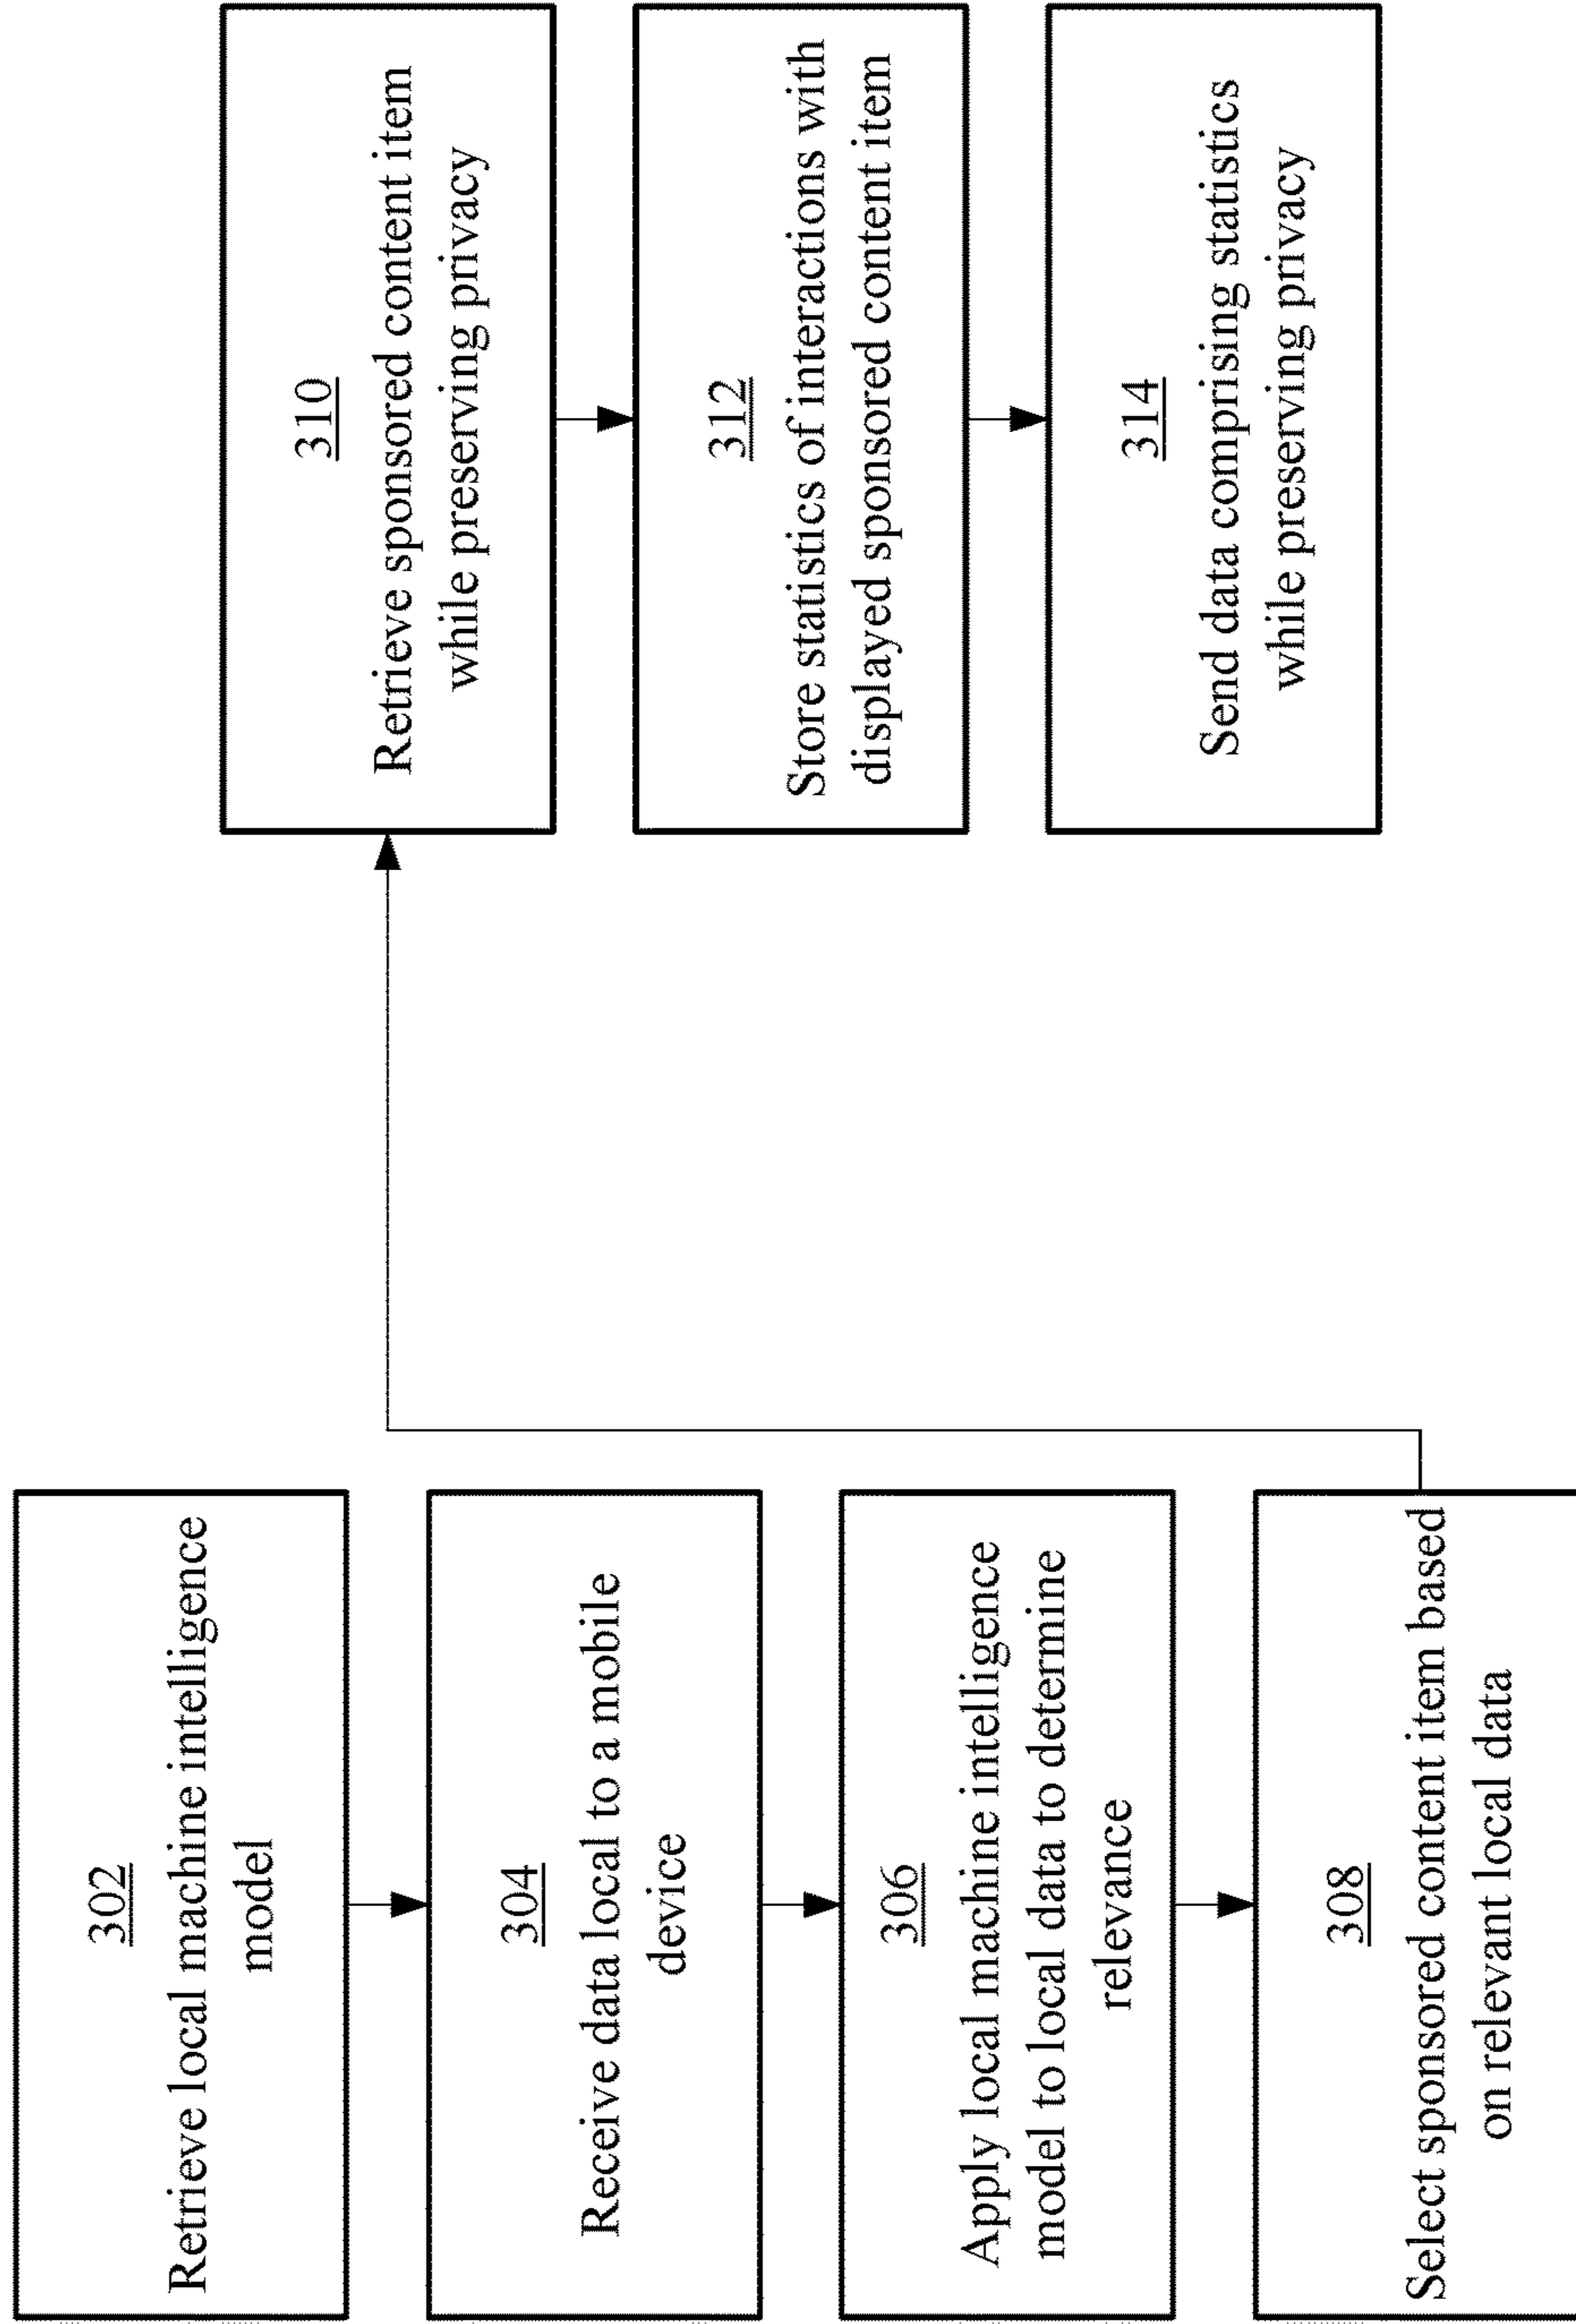 302
Retrieve local machine intelligence
model
304
Receive data local to a mobile
device
306
Apply local machine intelligence
model to local data to determine
relevance
308
Select sponsored content item based
on relevant local data
310
Retrieve sponsored content item
while preserving privacy
312
Store statistics of interactions with
displayed sponsored content item
314
Send data comprising statistics
while preserving privacy